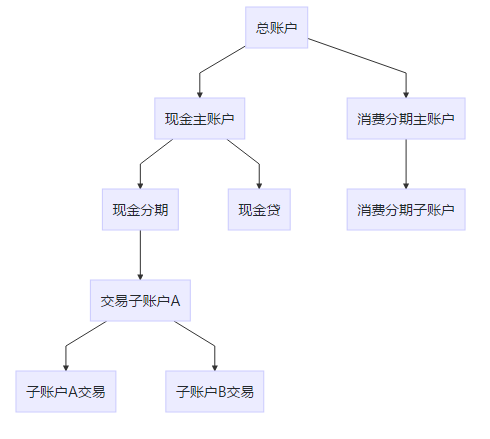 总账户
现金主账户
消费分期主账户
现金分期
现金贷
消费分期子账户
交易子账户A
子账户A交易
子账户B交易